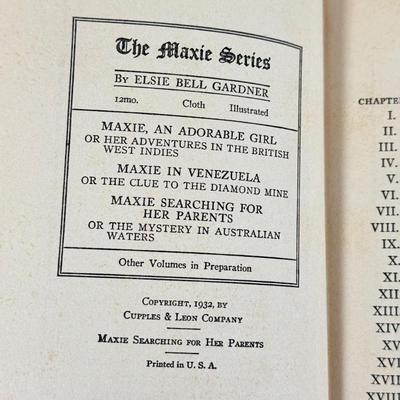 The Maxie Series
BY ELSIE BELL GARDNER
12mo. Cloth Illustrated
MAXIE, AN ADORABLE GIRL
OR HER ADVENTURES IN THE BRITISH
WEST INDIES
MAXIE IN VENEZUELA
OR THE CLUE TO THE DIAMOND MINE
MAXIE SEARCHING FOR
HER PARENTS
OR THE MYSTERY IN AUSTRALIAN
WATERS
Other Volumes in Preparation
COPYRIGHT, 1932, BY
CUPPLES & LEON COMPANY
MAXIE SEARCHING FOR HER PARENTS
Printed in U. S. A.
CHAPTER
I.
II.
III.
IV.
V.
VI.
VII.
VIII.
IX.
X.
XI.
XII.
XIII.
XIV.
XV.
XVI
XVII
XVIII